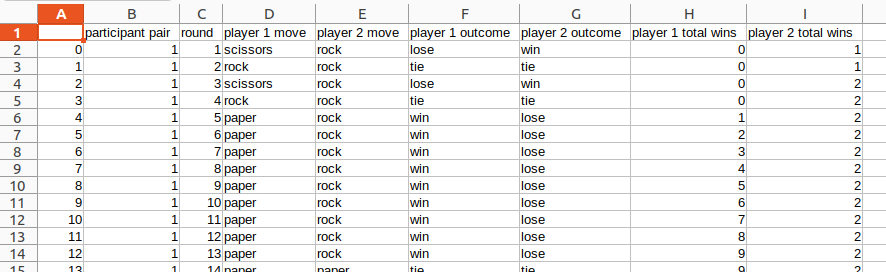 A B C D E F G H I
1 participant pair round player 1 move player 2 move player 1 outcome player 2 outcome player 1 total wins player 2 total wins
2 0 1 1 scissors rock lose win 0 1
3 1 1 2 rock rock tie tie 0 1
4 2 1 3 scissors rock lose win 0 2
5 3 1 4 rock rock tie tie 0 2
6 4 1 5 paper rock win lose 1 2
7 5 1 6 paper rock win lose 2 2
8 6 1 7 paper rock win lose 3 2
9 7 1 8 paper rock win lose 4 2
10 8 1 9 paper rock win lose 5 2
11 9 1 10 paper rock win lose 6 2
12 10 1 11 paper rock win lose 7 2
13 11 1 12 paper rock win lose 8 2
14 12 1 13 paper rock win lose 9 2
15 13 1 14 paper paper tie tie 9 2